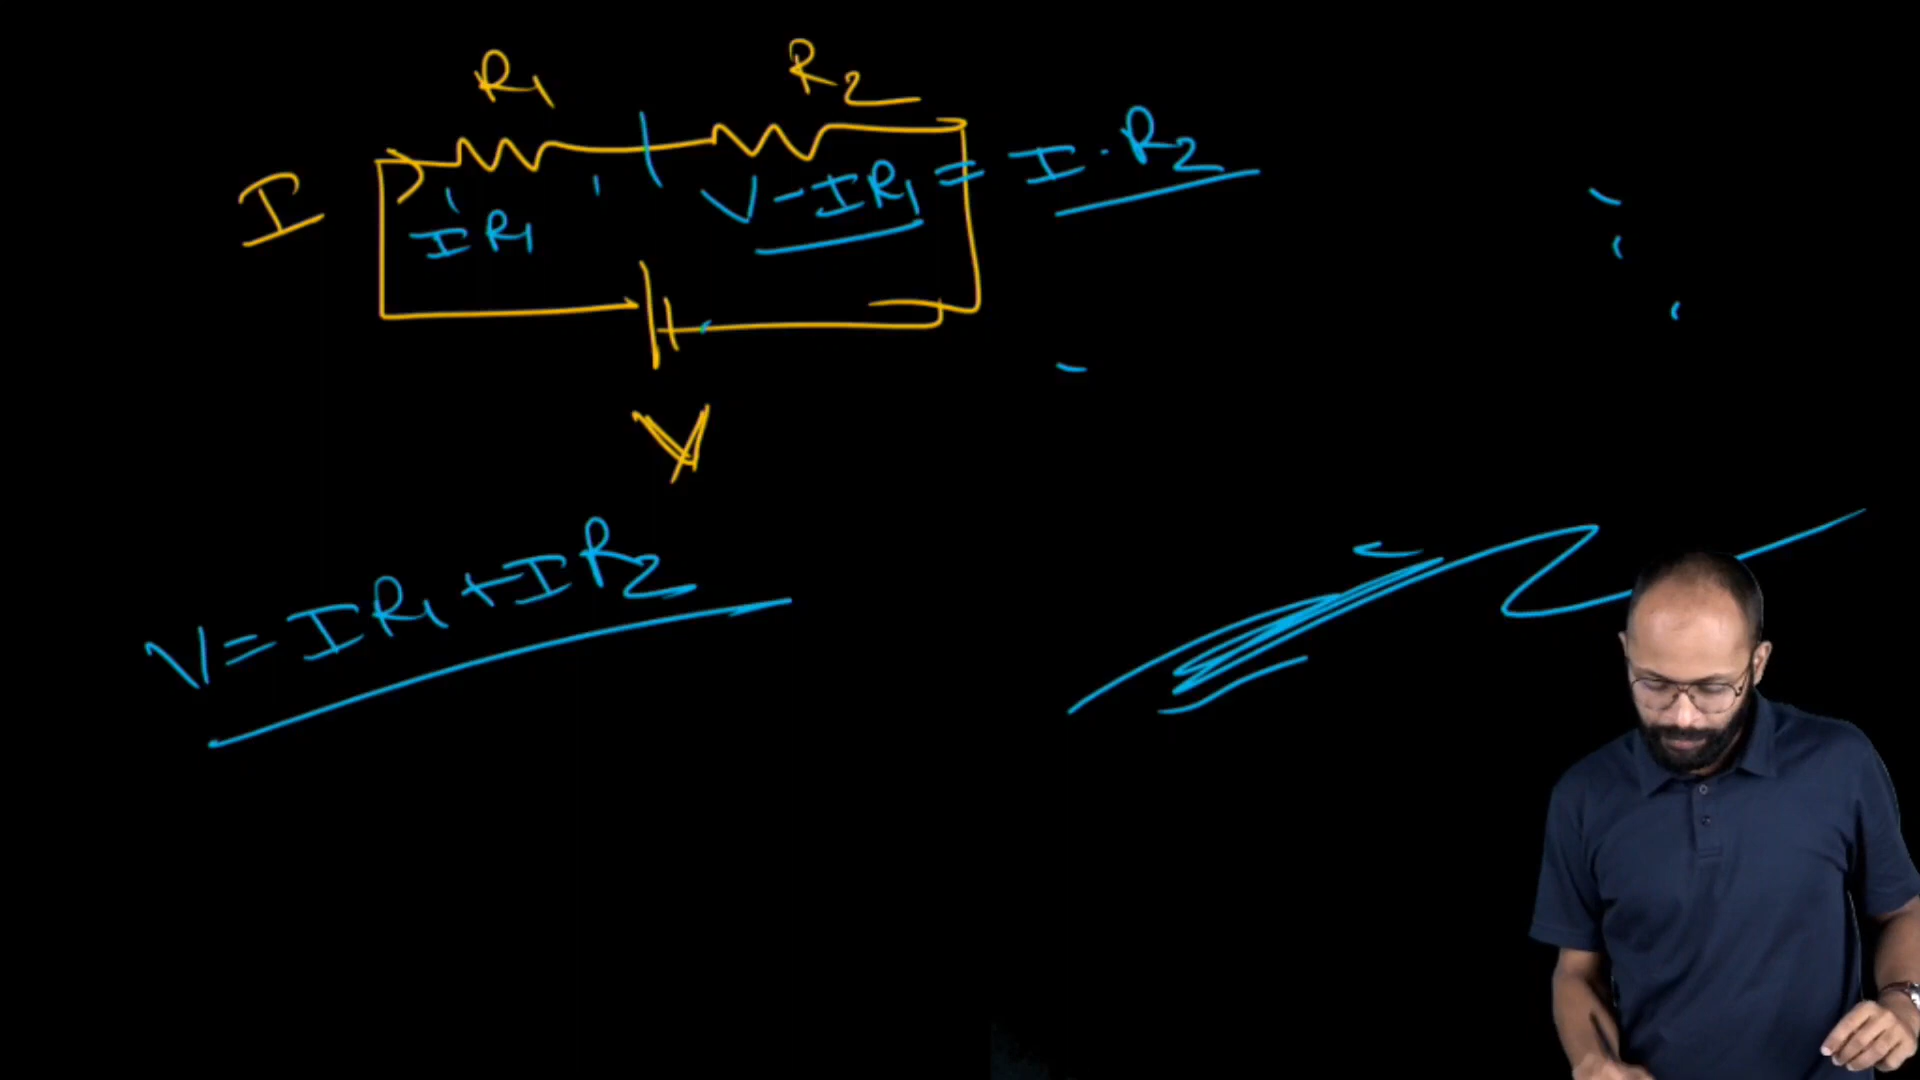 R₁ R₂
I
IR₁ V-IR₁ = I·R₂
V
V=IR₁+IR₂